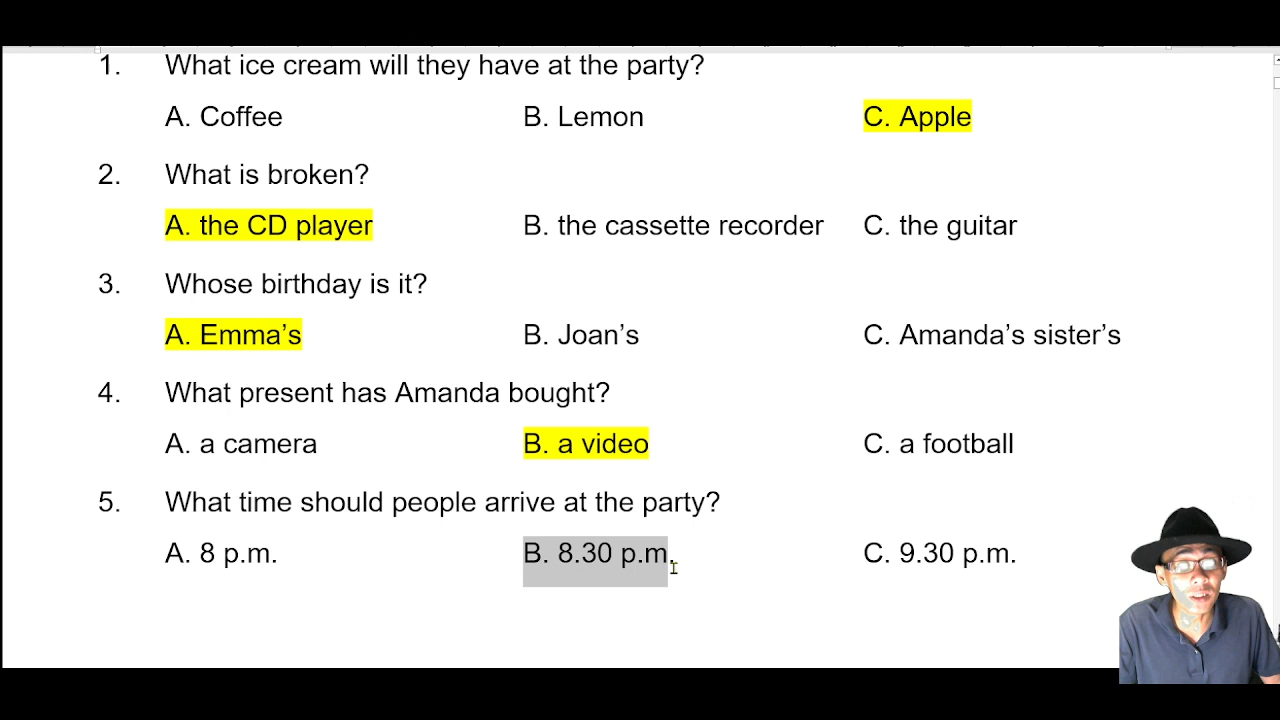 1. What ice cream will they have at the party?
A. Coffee B. Lemon C. Apple
2. What is broken?
A. the CD player B. the cassette recorder C. the guitar
3. Whose birthday is it?
A. Emma’s B. Joan’s C. Amanda’s sister’s
4. What present has Amanda bought?
A. a camera B. a video C. a football
5. What time should people arrive at the party?
A. 8 p.m. B. 8.30 p.m. C. 9.30 p.m.